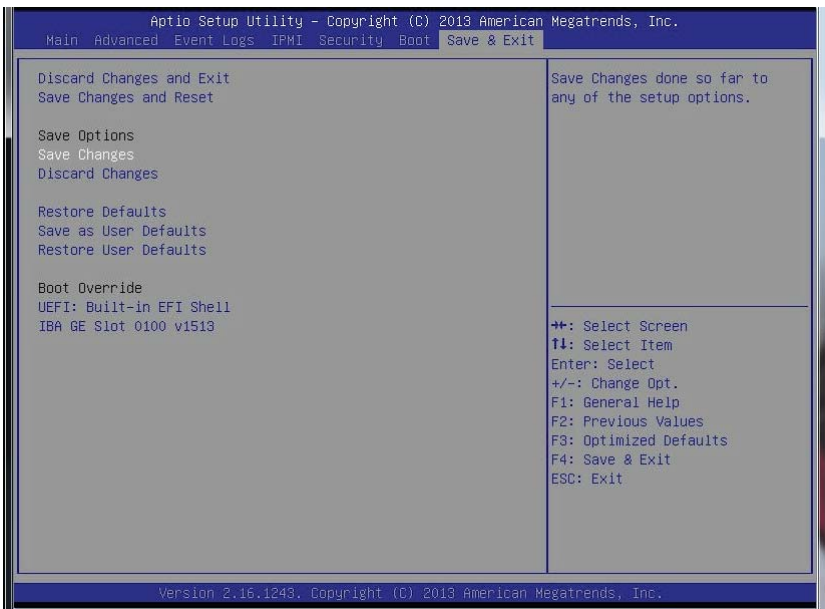 Aptio Setup Utility – Copyright (C) 2013 American Megatrends, Inc.
Main Advanced Event Logs IPMI Security Boot Save & Exit
Discard Changes and Exit
Save Changes and Reset
Save Options
Save Changes
Discard Changes
Restore Defaults
Save as User Defaults
Restore User Defaults
Boot Override
UEFI: Built-in EFI Shell
IBA GE Slot 0100 v1513
Save Changes done so far to
any of the setup options.
→←: Select Screen
↑↓: Select Item
Enter: Select
+/-: Change Opt.
F1: General Help
F2: Previous Values
F3: Optimized Defaults
F4: Save & Exit
ESC: Exit
Version 2.16.1243. Copyright (C) 2013 American Megatrends, Inc.